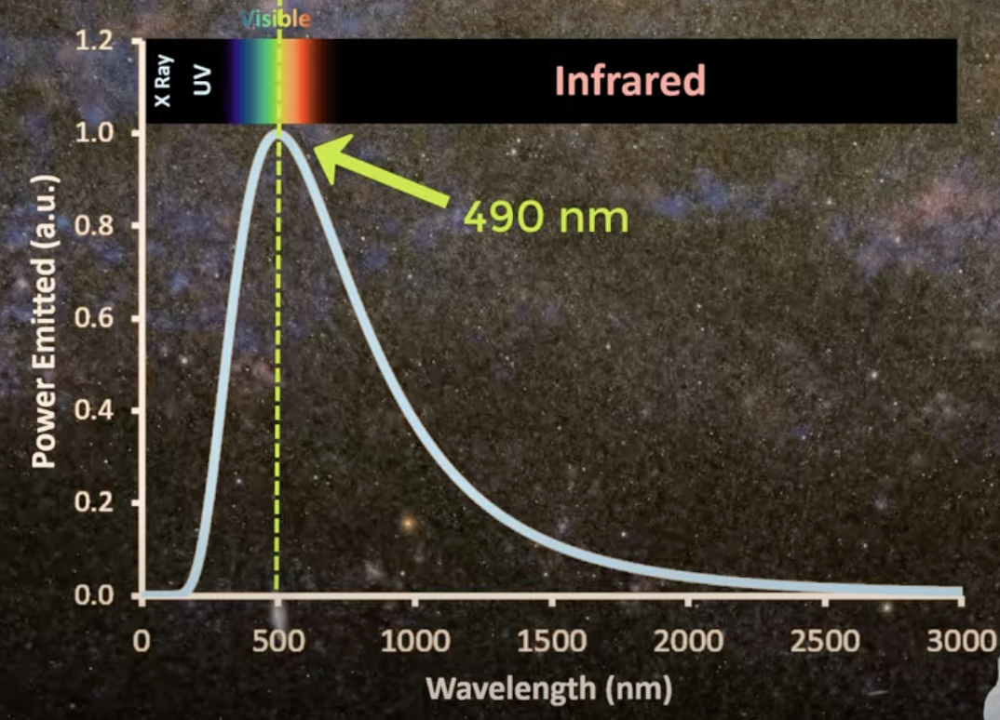 Visible
1.2
X Ray
UV
Infrared
1.0
490 nm
0.8
0.6
0.4
0.2
0.0
Power Emitted (a.u.)
0 500 1000 1500 2000 2500 3000
Wavelength (nm)